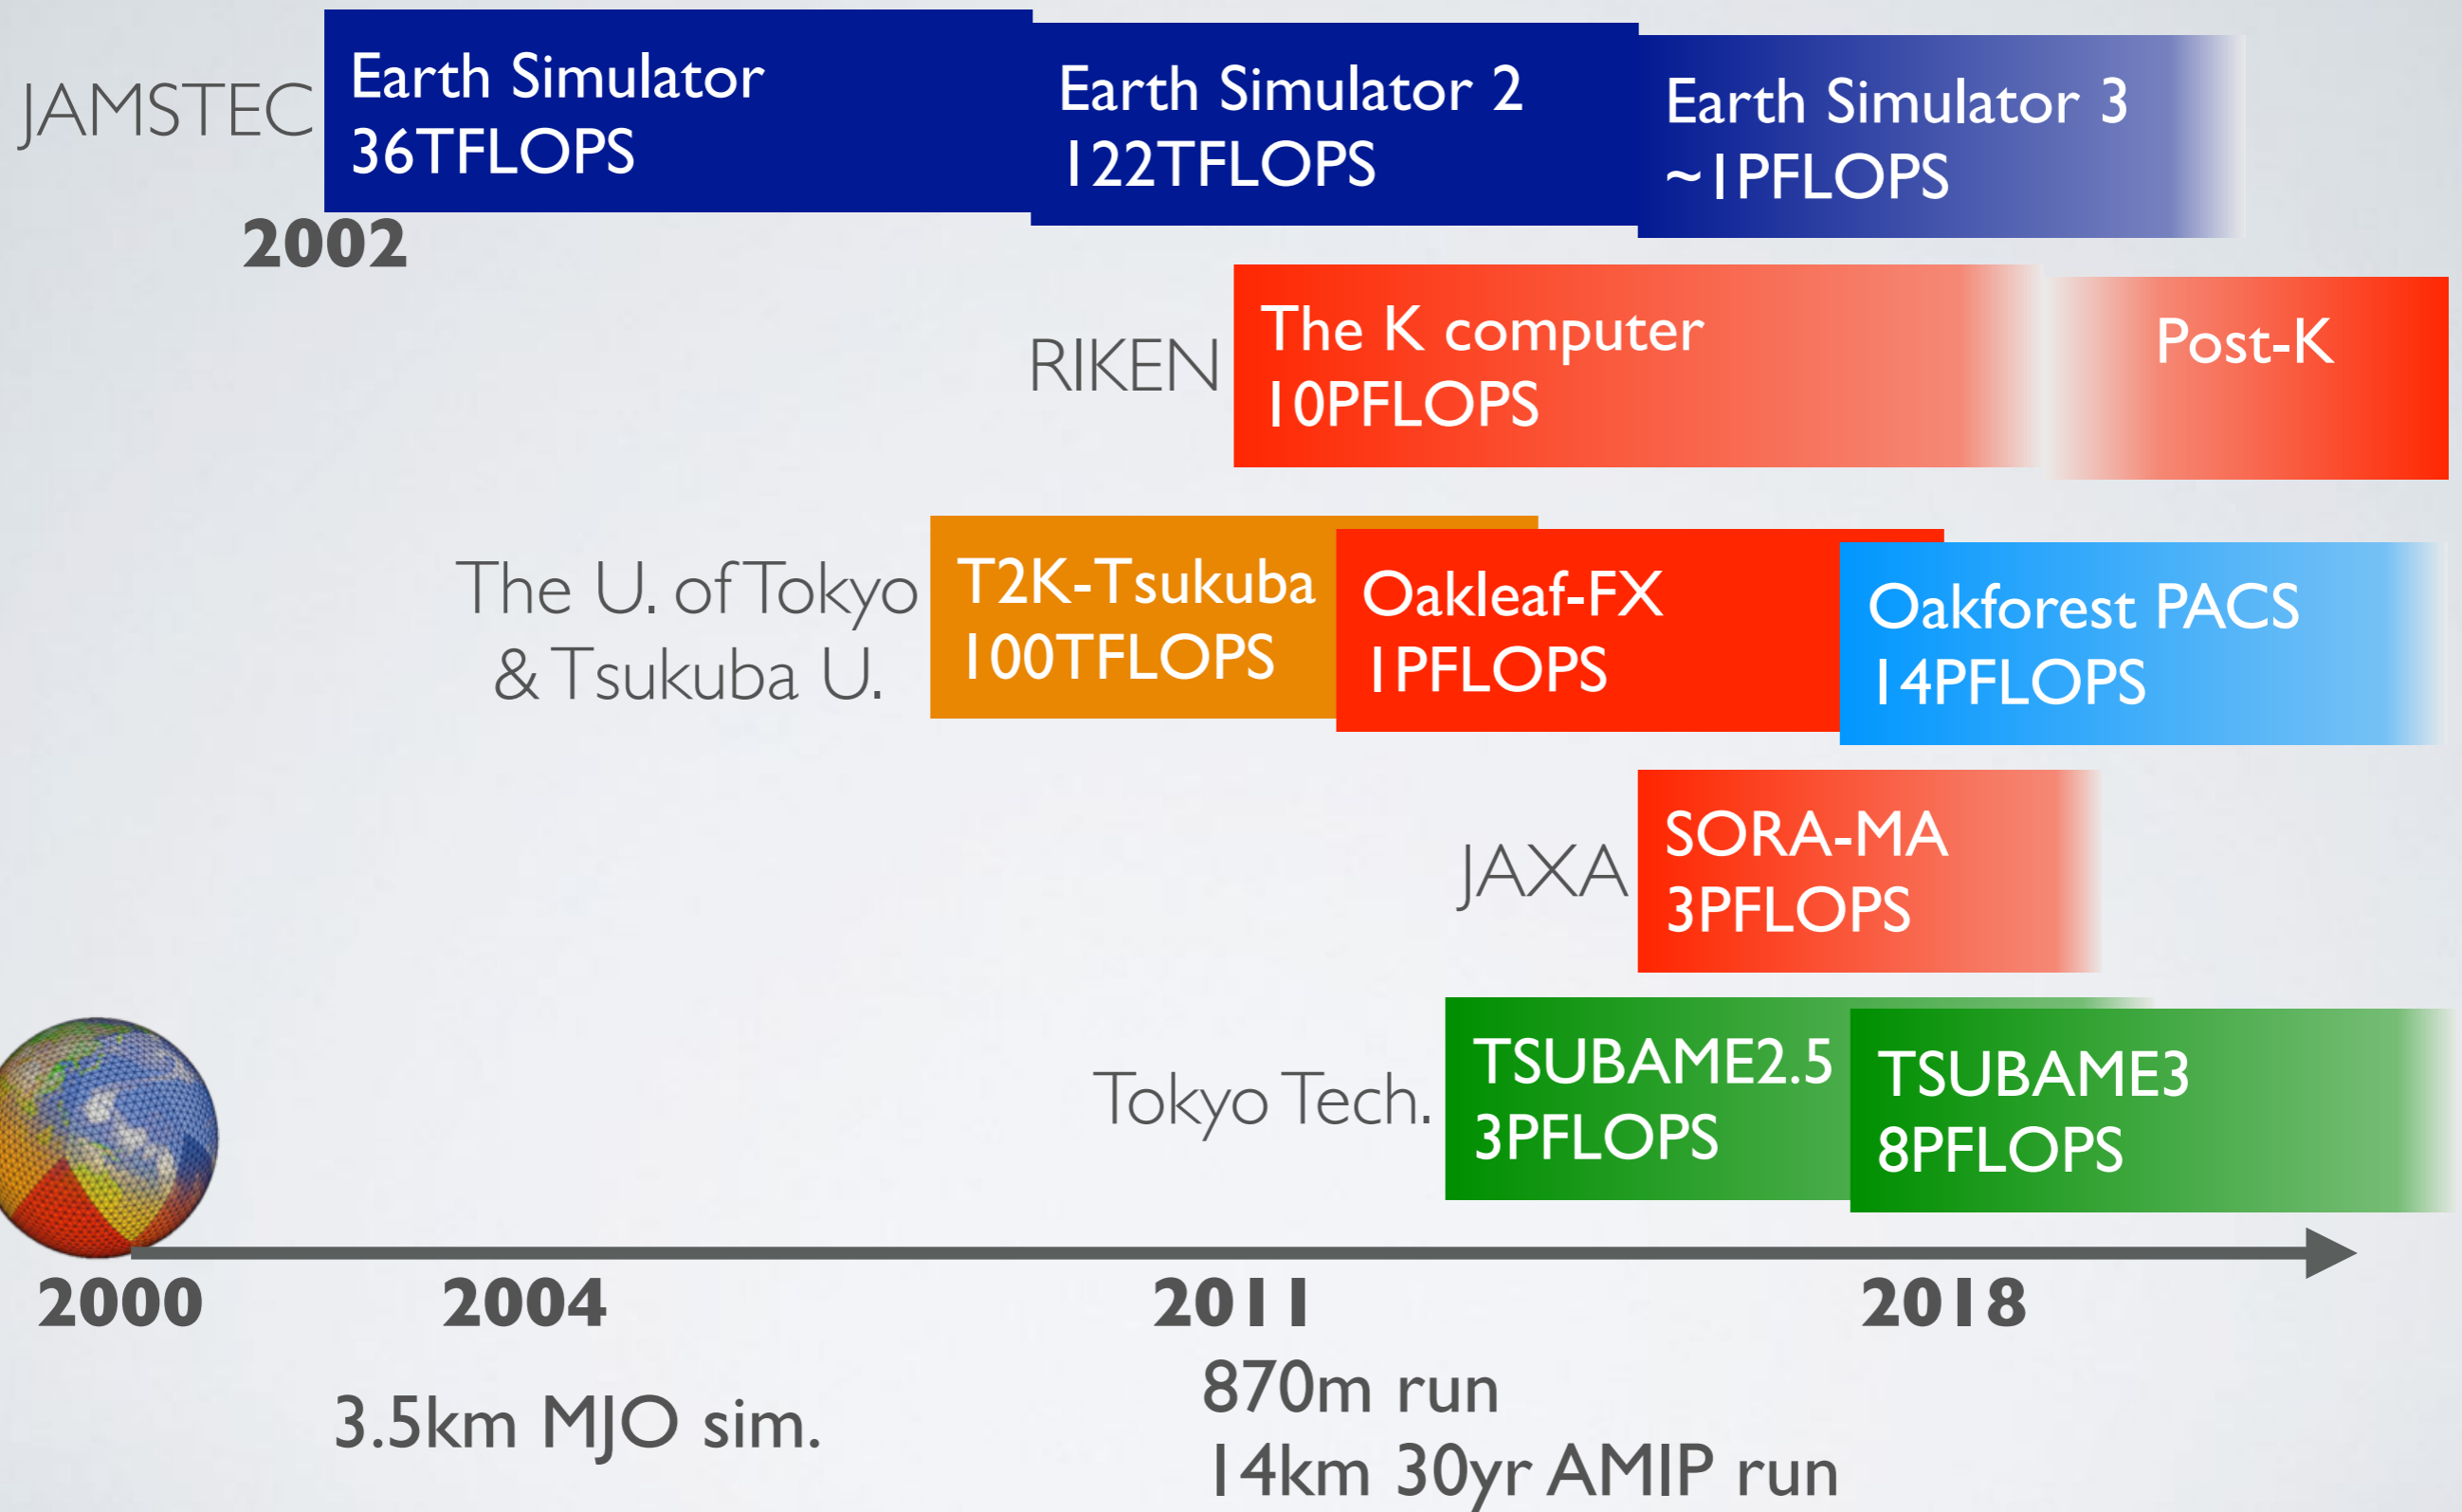 JAMSTEC
Earth Simulator
36TFLOPS
Earth Simulator 2
122TFLOPS
Earth Simulator 3
~1PFLOPS
2002
RIKEN
The K computer
10PFLOPS
Post-K
The U. of Tokyo
& Tsukuba U.
T2K-Tsukuba
100TFLOPS
Oakleaf-FX
1PFLOPS
Oakforest PACS
14PFLOPS
JAXA
SORA-MA
3PFLOPS
Tokyo Tech.
TSUBAME2.5
3PFLOPS
TSUBAME3
8PFLOPS
2000
2004
2011
2018
3.5km MJO sim.
870m run
14km 30yr AMIP run